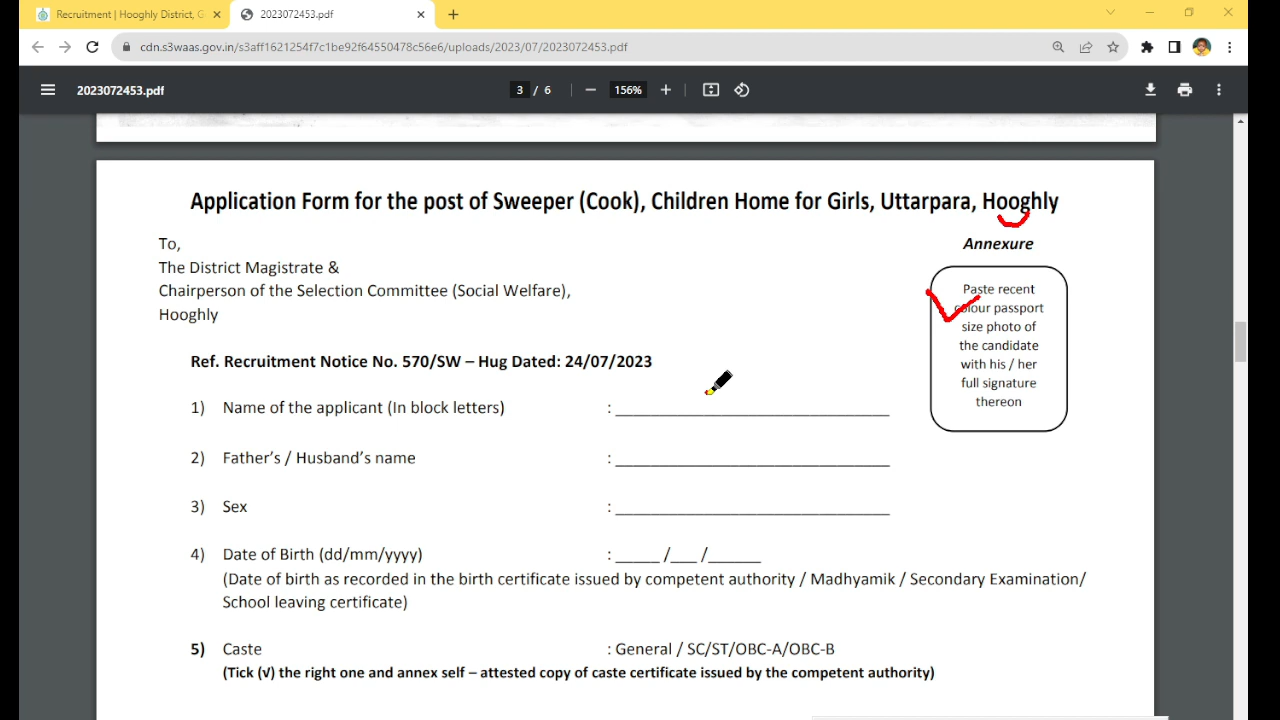 Recruitment | Hooghly District, G
2023072453.pdf
cdn.s3waas.gov.in/s3aff1621254f7c1be92f64550478c56e6/uploads/2023/07/2023072453.pdf
2023072453.pdf
3 / 6
156%
Application Form for the post of Sweeper (Cook), Children Home for Girls, Uttarpara, Hooghly
To,
Annexure
The District Magistrate &
Chairperson of the Selection Committee (Social Welfare),
Hooghly
Paste recent
colour passport
size photo of
the candidate
with his / her
full signature
thereon
Ref. Recruitment Notice No. 570/SW – Hug Dated: 24/07/2023
1) Name of the applicant (In block letters) : ______________________________
2) Father’s / Husband’s name : ______________________________
3) Sex : ______________________________
4) Date of Birth (dd/mm/yyyy) : _____ /___ /______
(Date of birth as recorded in the birth certificate issued by competent authority / Madhyamik / Secondary Examination/
School leaving certificate)
5) Caste : General / SC/ST/OBC-A/OBC-B
(Tick (√) the right one and annex self – attested copy of caste certificate issued by the competent authority)